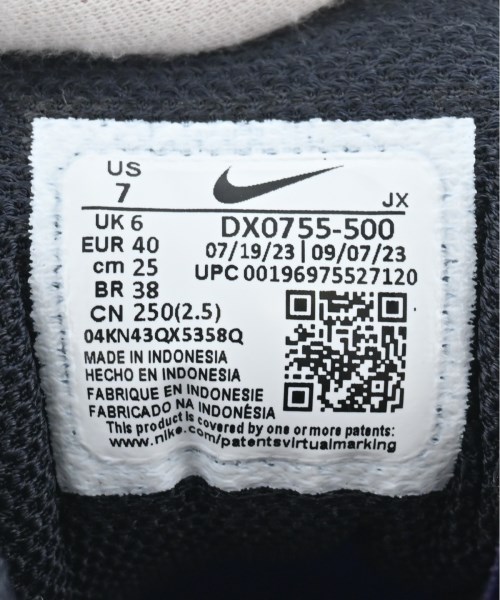 US
7
JX
UK 6
EUR 40
cm 25
BR 38
CN 250(2.5)
DX0755-500
07/19/23 | 09/07/23
UPC 00196975527120
04KN43QX5358Q
MADE IN INDONESIA
HECHO EN INDONESIA
FABRIQUE EN INDONESIE
FABRICADO NA INDONÉSIA
This product is covered by one or more patents:
www.nike.com/patentsvirtualmarking